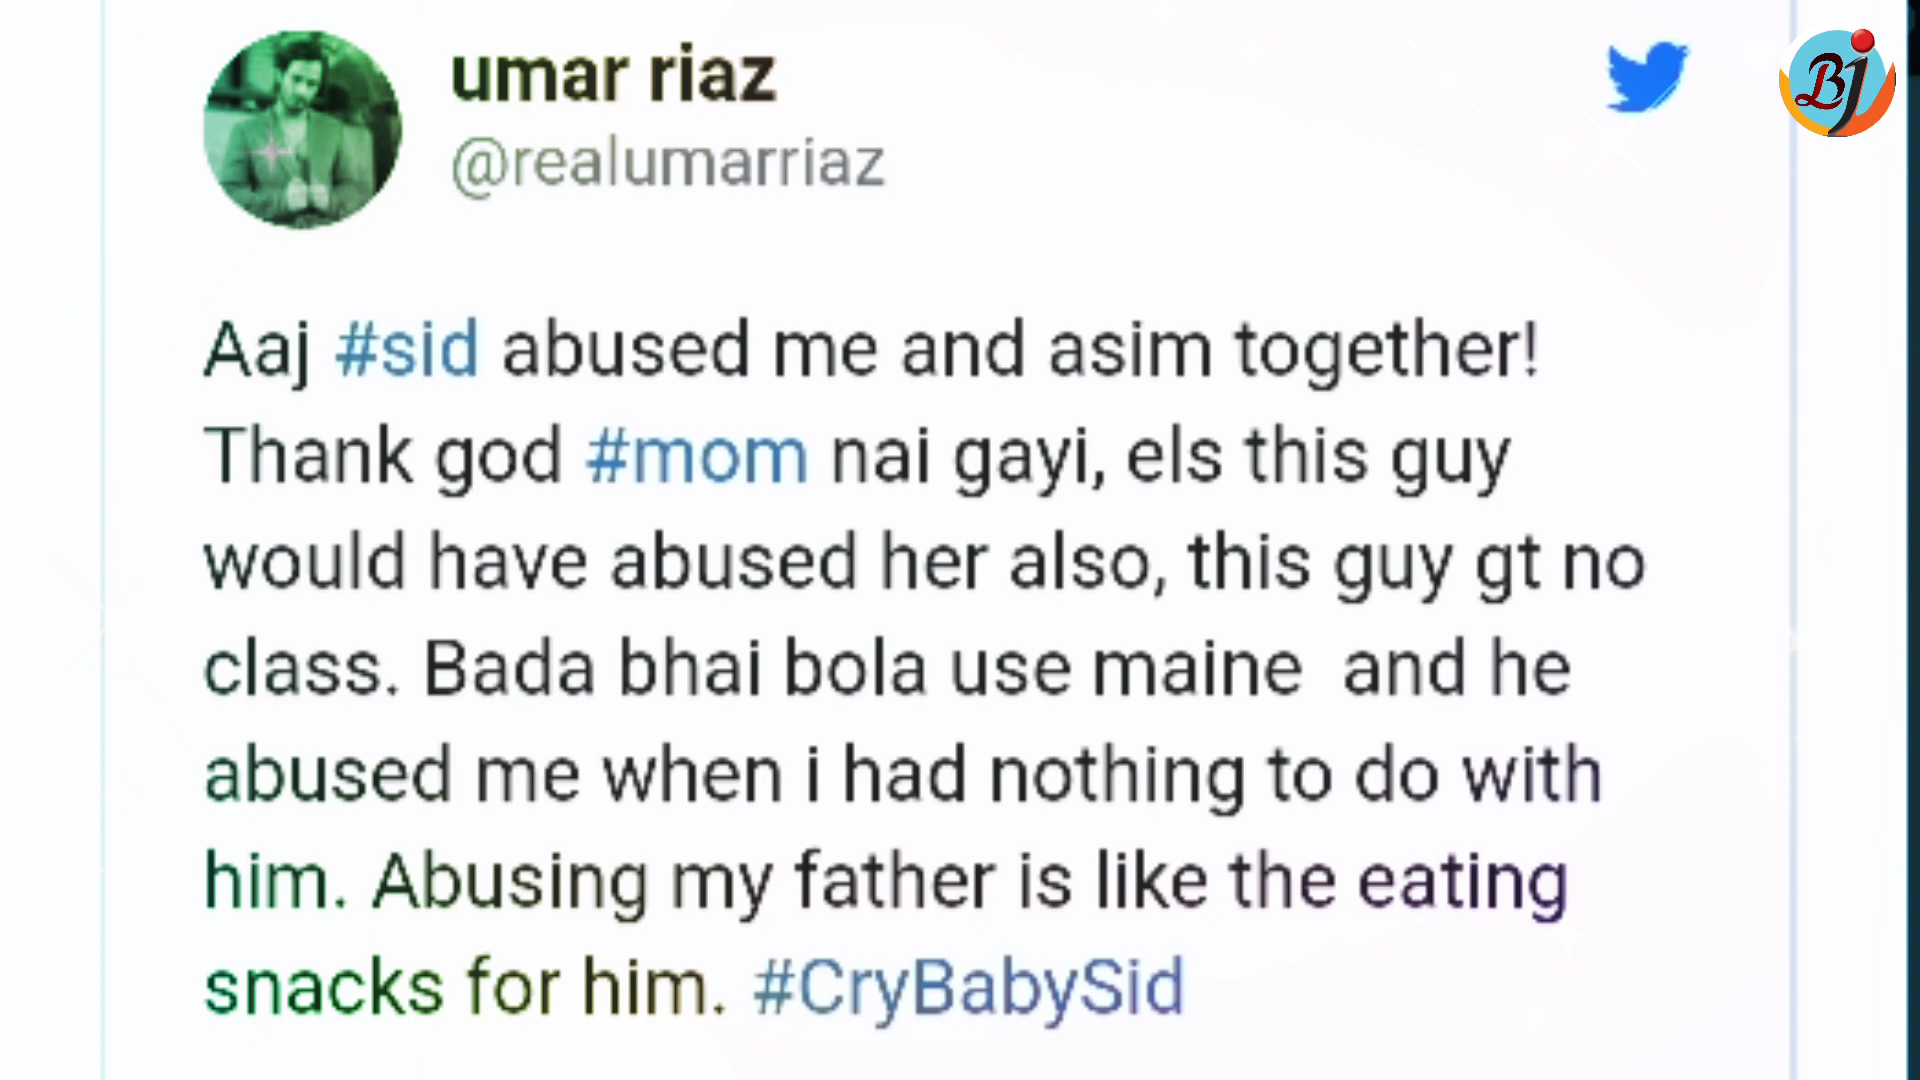 umar riaz
@realumarriaz
Bj
Aaj #sid abused me and asim together!
Thank god #mom nai gayi, els this guy
would have abused her also, this guy gt no
class. Bada bhai bola use maine  and he
abused me when i had nothing to do with
him. Abusing my father is like the eating
snacks for him. #CryBabySid